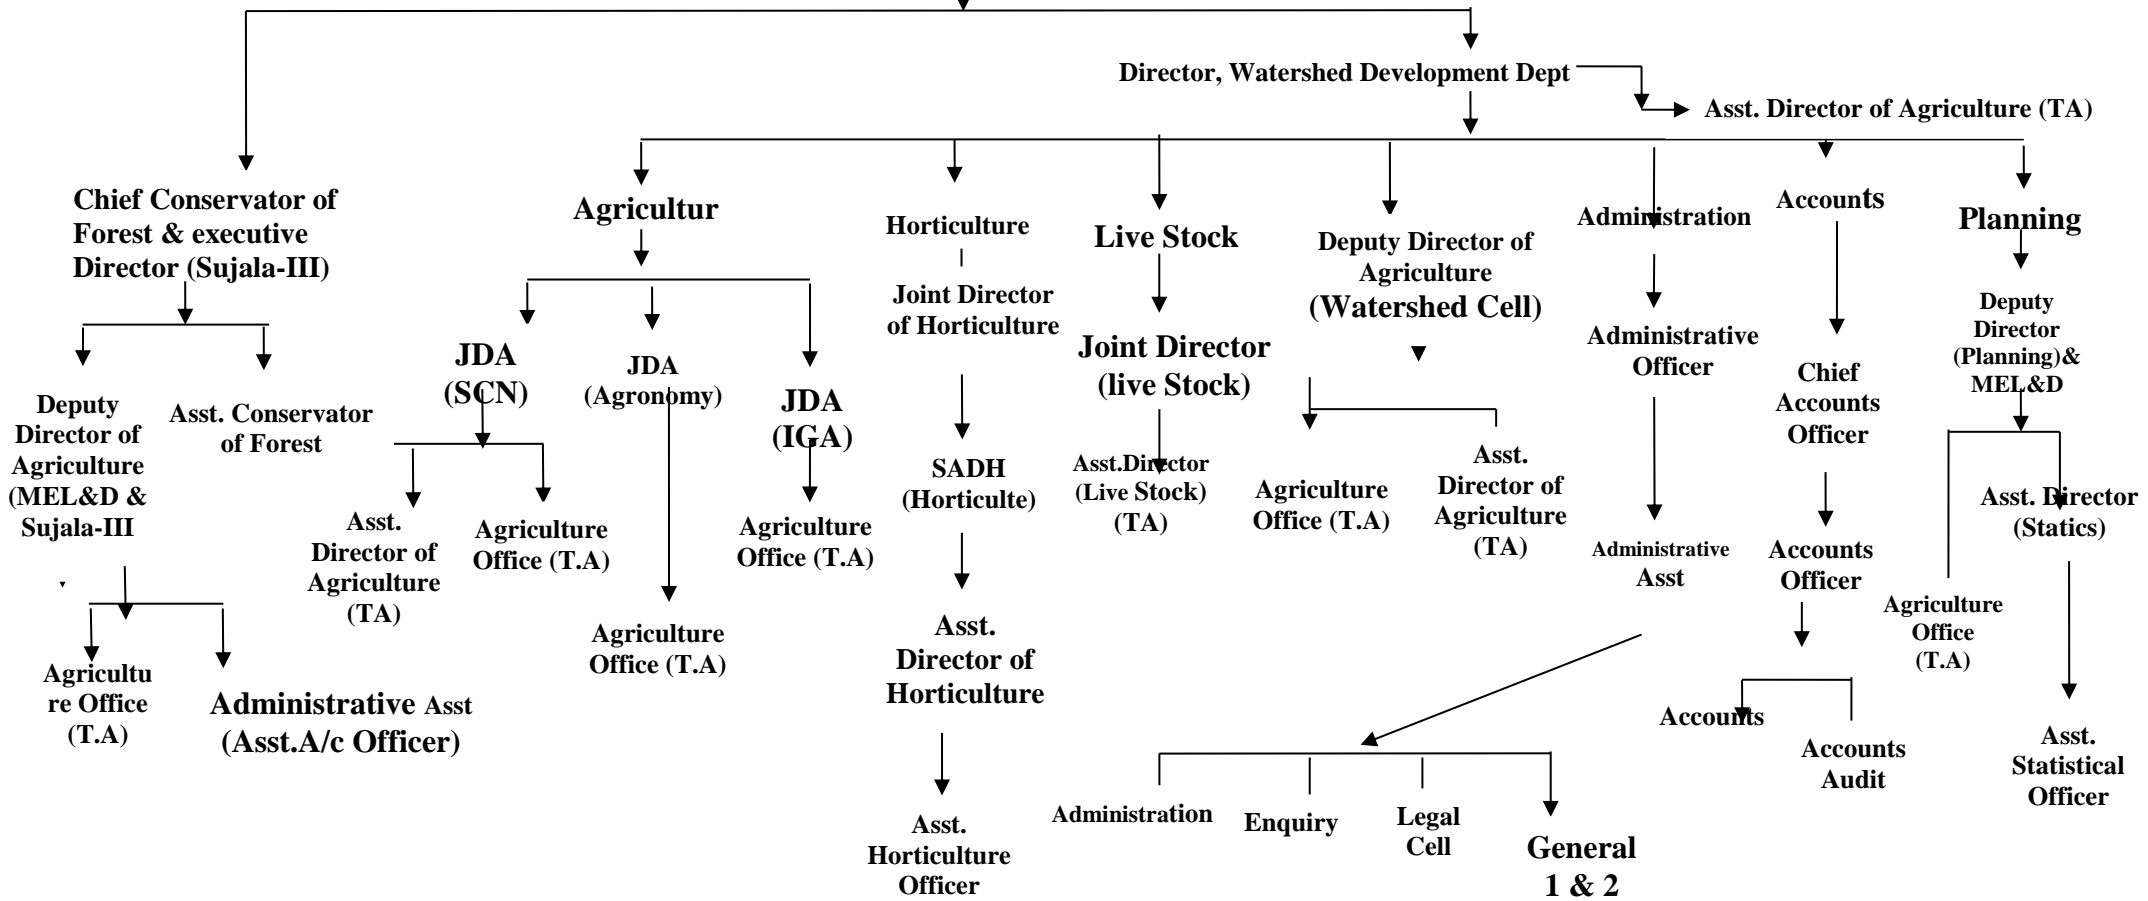 Director, Watershed Development Dept
Asst. Director of Agriculture (TA)
Chief Conservator of
Forest & executive
Director (Sujala-III)
Agricultur
Horticulture
Live Stock
Deputy Director of
Agriculture
(Watershed Cell)
Administration
Accounts
Planning
Joint Director
of Horticulture
Joint Director
(live Stock)
Administrative
Officer
Chief
Accounts
Officer
Deputy
Director
(Planning)&
MEL&D
JDA
(SCN)
JDA
(Agronomy)
JDA
(IGA)
Deputy
Director of
Agriculture
(MEL&D &
Sujala-III
Asst. Conservator
of Forest
SADH
(Horticulte)
Asst.Director
(Live Stock)
(TA)
Agriculture
Office (T.A)
Asst.
Director of
Agriculture
(TA)
Asst. Director
(Statics)
Asst.
Director of
Agriculture
(TA)
Agriculture
Office (T.A)
Agriculture
Office (T.A)
Administrative
Asst
Accounts
Officer
Agriculture
Office
(T.A)
Agriculture
Office (T.A)
Asst.
Director of
Horticulture
Agricultu
re Office
(T.A)
Administrative Asst
(Asst.A/c Officer)
Accounts
Accounts
Audit
Asst.
Statistical
Officer
Administration
Enquiry
Legal
Cell
General
1 & 2
Asst.
Horticulture
Officer